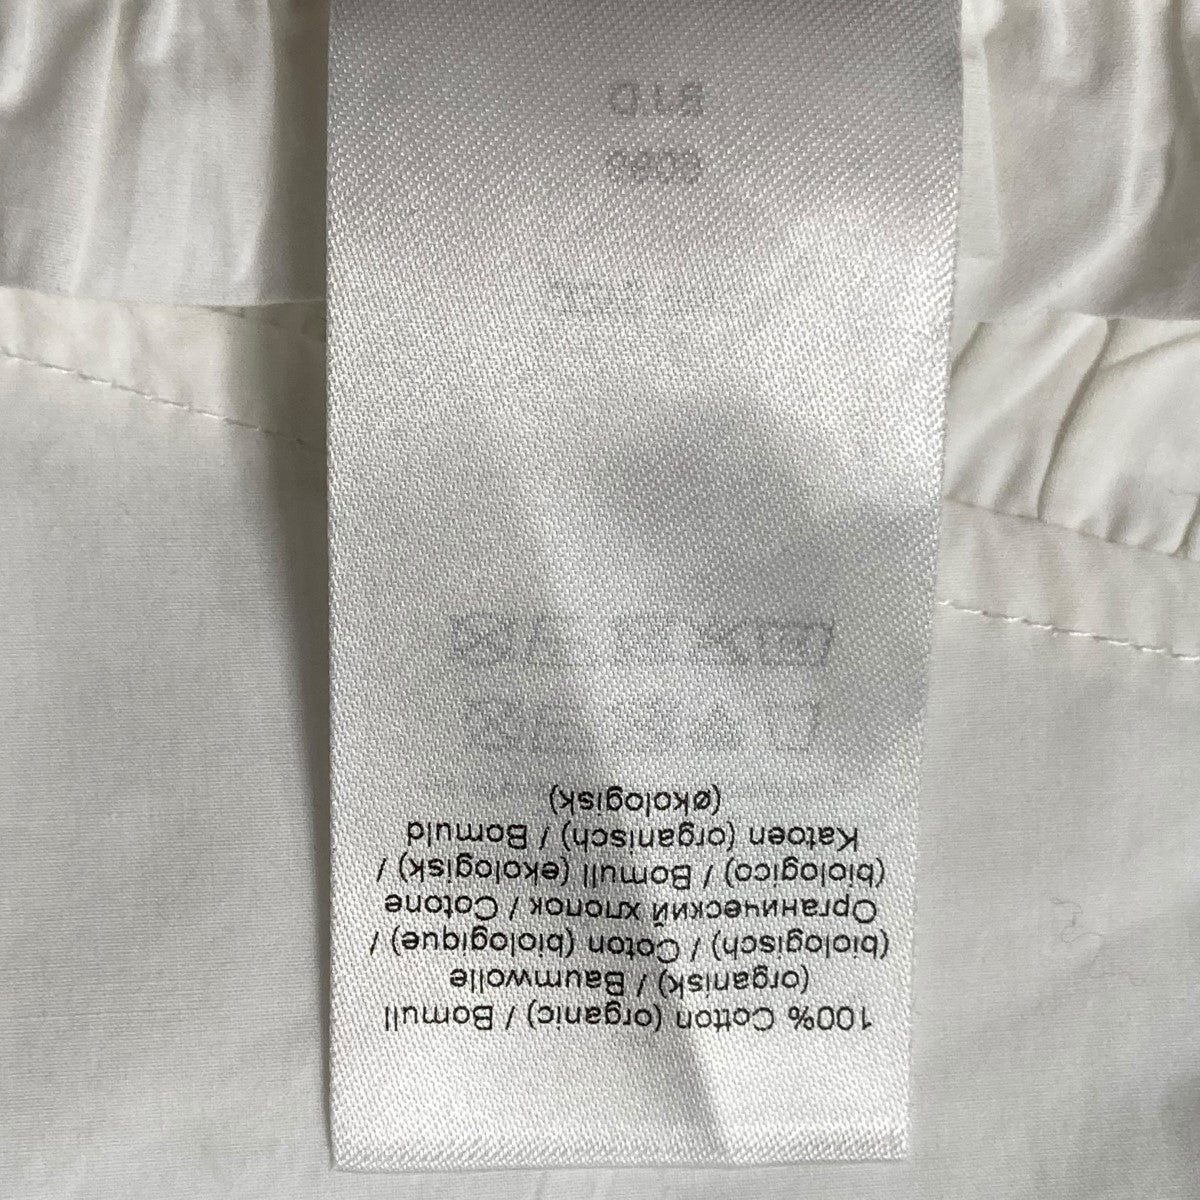 100% Cotton (organic) / Bomull
(organisk) / Baumwolle
(biologisch) / Coton (biologique) /
Органический хлопок / Cotone
(biologico) / Bomull (ekologisk) /
Katoen (organisch) / Bomuld
(økologisk)